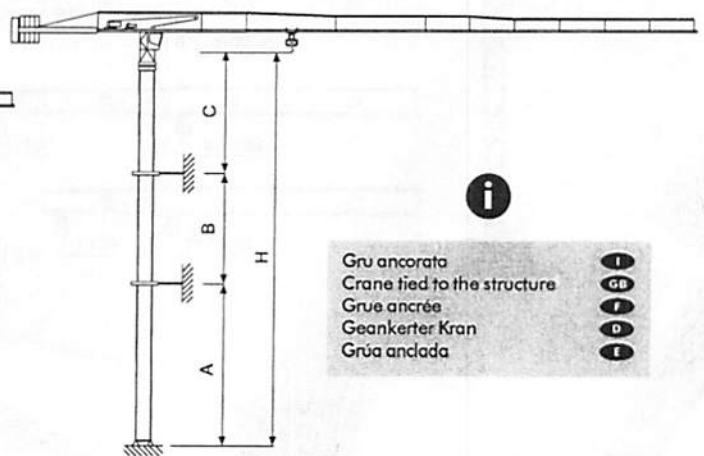 C
B
H
A
i
Gru ancorata I
Crane tied to the structure GB
Grue ancrée F
Geankerter Kran D
Grúa anclada E